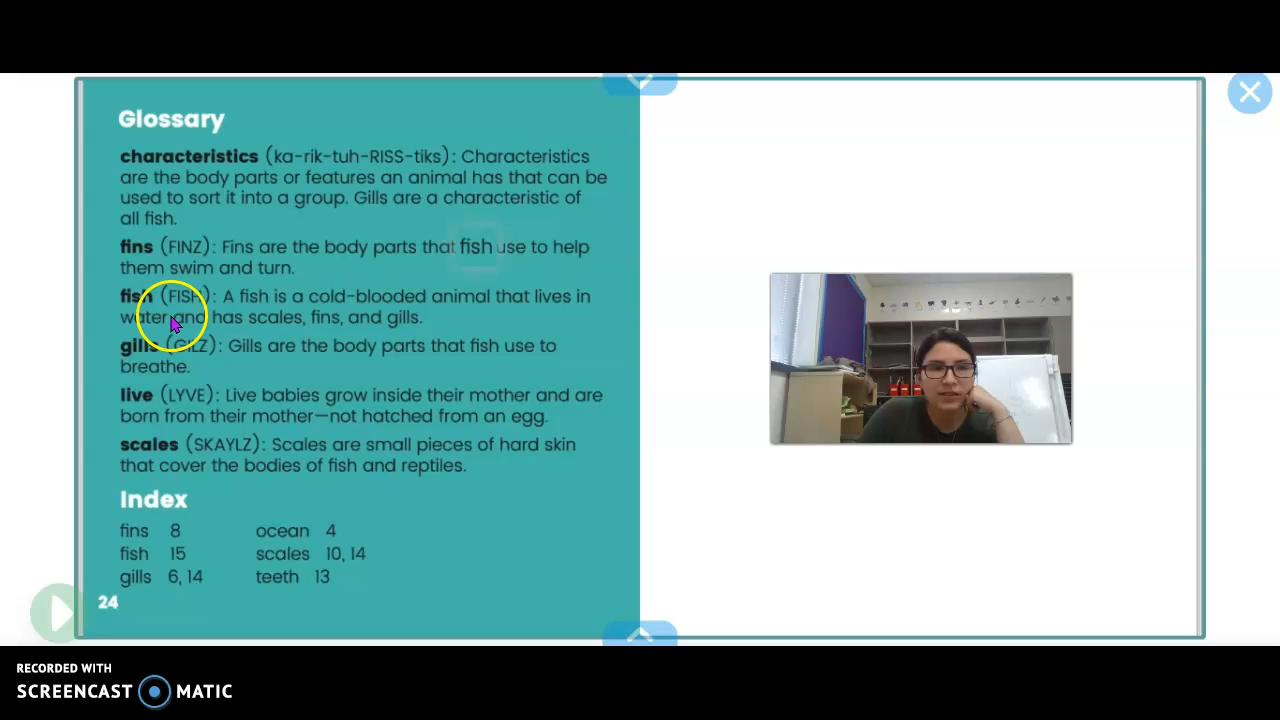 Glossary
characteristics (ka-rik-tuh-RISS-tiks): Characteristics
are the body parts or features an animal has that can be
used to sort it into a group. Gills are a characteristic of
all fish.
fins (FINZ): Fins are the body parts that fish use to help
them swim and turn.
fish (FISH): A fish is a cold-blooded animal that lives in
water and has scales, fins, and gills.
gills (GILZ): Gills are the body parts that fish use to
breathe.
live (LYVE): Live babies grow inside their mother and are
born from their mother—not hatched from an egg.
scales (SKAYLZ): Scales are small pieces of hard skin
that cover the bodies of fish and reptiles.
Index
fins 8
fish 15
gills 6, 14
ocean 4
scales 10, 14
teeth 13
24
RECORDED WITH
SCREENCAST MATIC